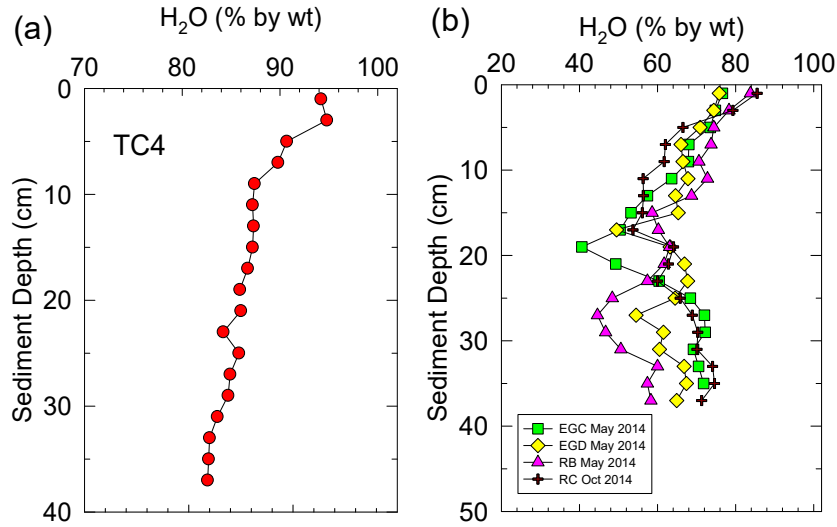 (a)
H₂O (% by wt)
70 80 90 100
0
10
20
30
40
Sediment Depth (cm)
TC4
(b)
H₂O (% by wt)
20 40 60 80 100
0
10
20
30
40
50
Sediment Depth (cm)
EGC May 2014
EGD May 2014
RB May 2014
RC Oct 2014